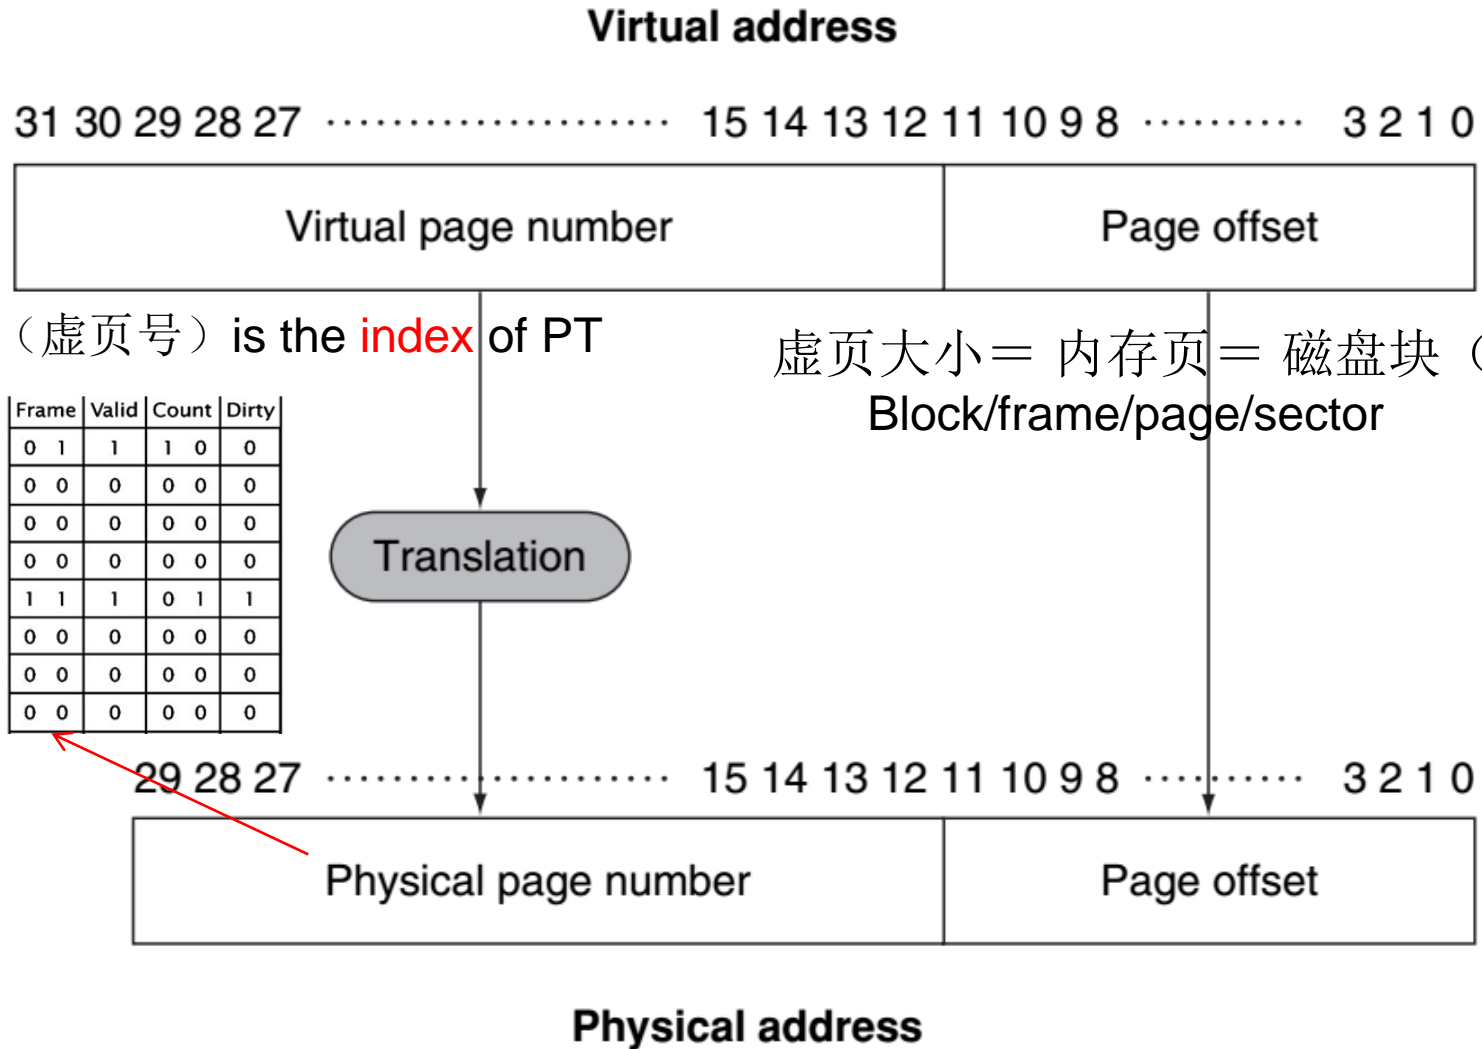 Virtual address
31 30 29 28 27 ····················· 15 14 13 12 11 10 9 8 ·········· 3 2 1 0
Virtual page number Page offset
（虚页号）is the index of PT
虚页大小＝ 内存页＝ 磁盘块（
Block/frame/page/sector
Frame Valid Count Dirty
0 1 1 1 0 0
0 0 0 0 0 0
0 0 0 0 0 0
0 0 0 0 0 0
1 1 1 0 1 1
0 0 0 0 0 0
0 0 0 0 0 0
0 0 0 0 0 0
Translation
29 28 27 ····················· 15 14 13 12 11 10 9 8 ·········· 3 2 1 0
Physical page number Page offset
Physical address